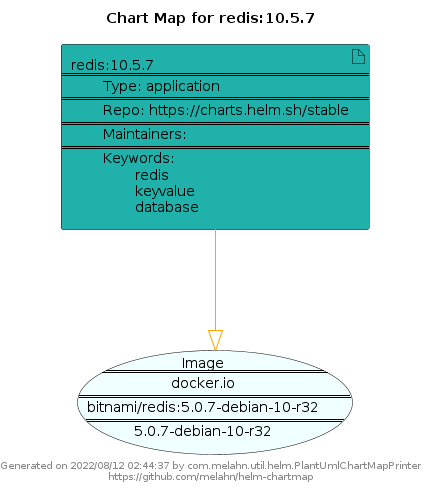 Chart Map for redis:10.5.7
redis:10.5.7
Type: application
Repo: https://charts.helm.sh/stable
Maintainers:
Keywords:
redis
keyvalue
database
Image
docker.io
bitnami/redis:5.0.7-debian-10-r32
5.0.7-debian-10-r32
Generated on 2022/08/12 02:44:37 by com.melahn.util.helm.PlantUmlChartMapPrinter
https://github.com/melahn/helm-chartmap